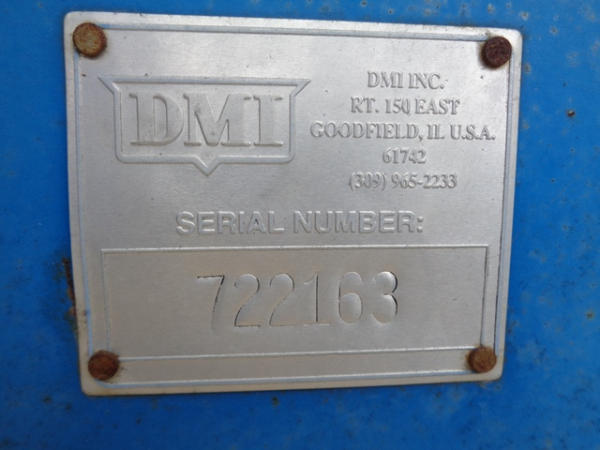 DMI
DMI INC.
RT. 150 EAST
GOODFIELD, IL U.S.A.
61742
(309) 965-2233
SERIAL NUMBER:
722163